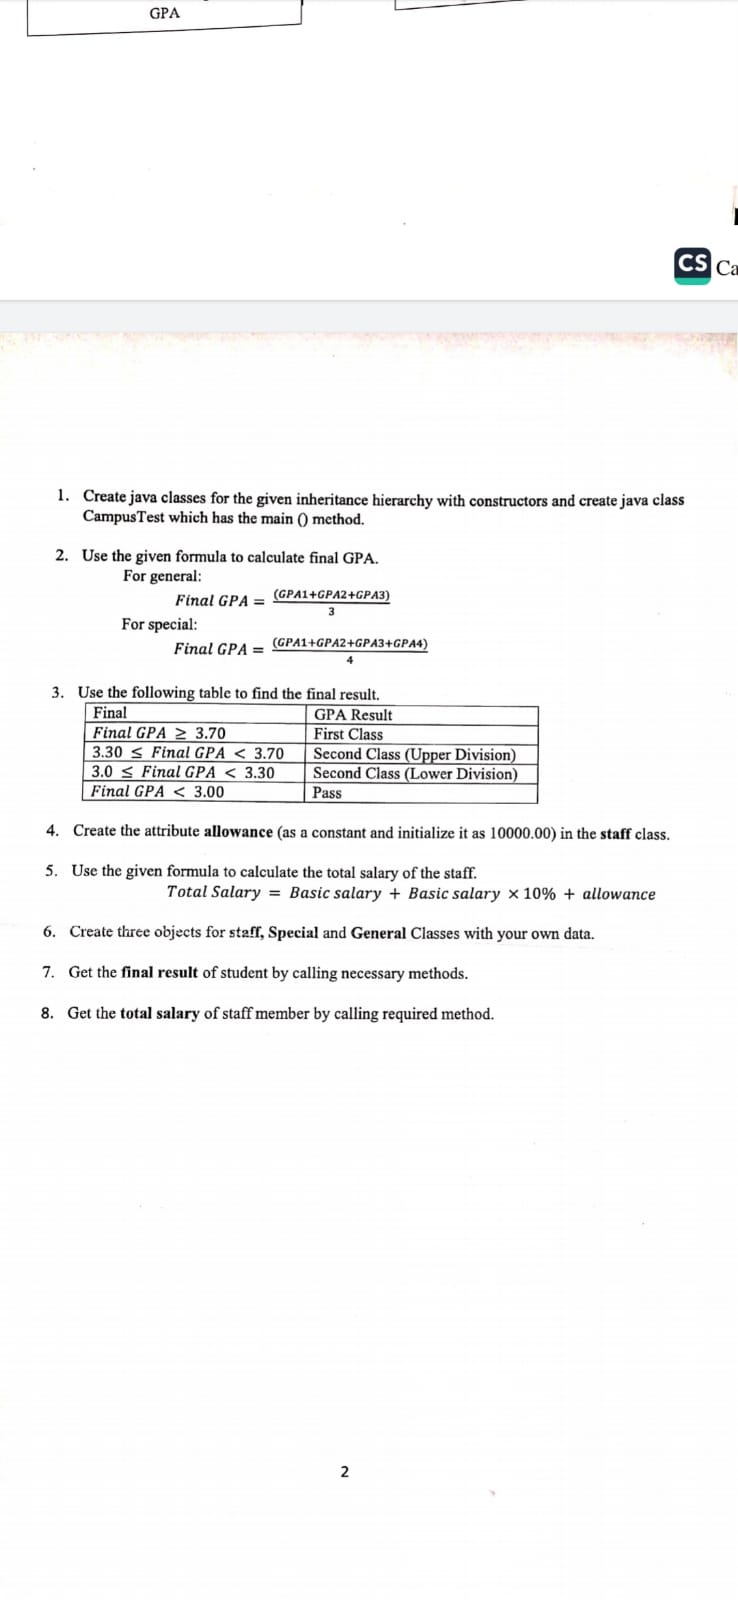 GPA
CS Ca
1. Create java classes for the given inheritance hierarchy with constructors and create java class
CampusTest which has the main () method.
2. Use the given formula to calculate final GPA.
For general:
Final GPA = (GPA1+GPA2+GPA3)
3
For special:
Final GPA = (GPA1+GPA2+GPA3+GPA4)
4
3. Use the following table to find the final result.
Final GPA Result
Final GPA ≥ 3.70 First Class
3.30 ≤ Final GPA < 3.70 Second Class (Upper Division)
3.0 ≤ Final GPA < 3.30 Second Class (Lower Division)
Final GPA < 3.00 Pass
4. Create the attribute allowance (as a constant and initialize it as 10000.00) in the staff class.
5. Use the given formula to calculate the total salary of the staff.
Total Salary = Basic salary + Basic salary × 10% + allowance
6. Create three objects for staff, Special and General Classes with your own data.
7. Get the final result of student by calling necessary methods.
8. Get the total salary of staff member by calling required method.
2